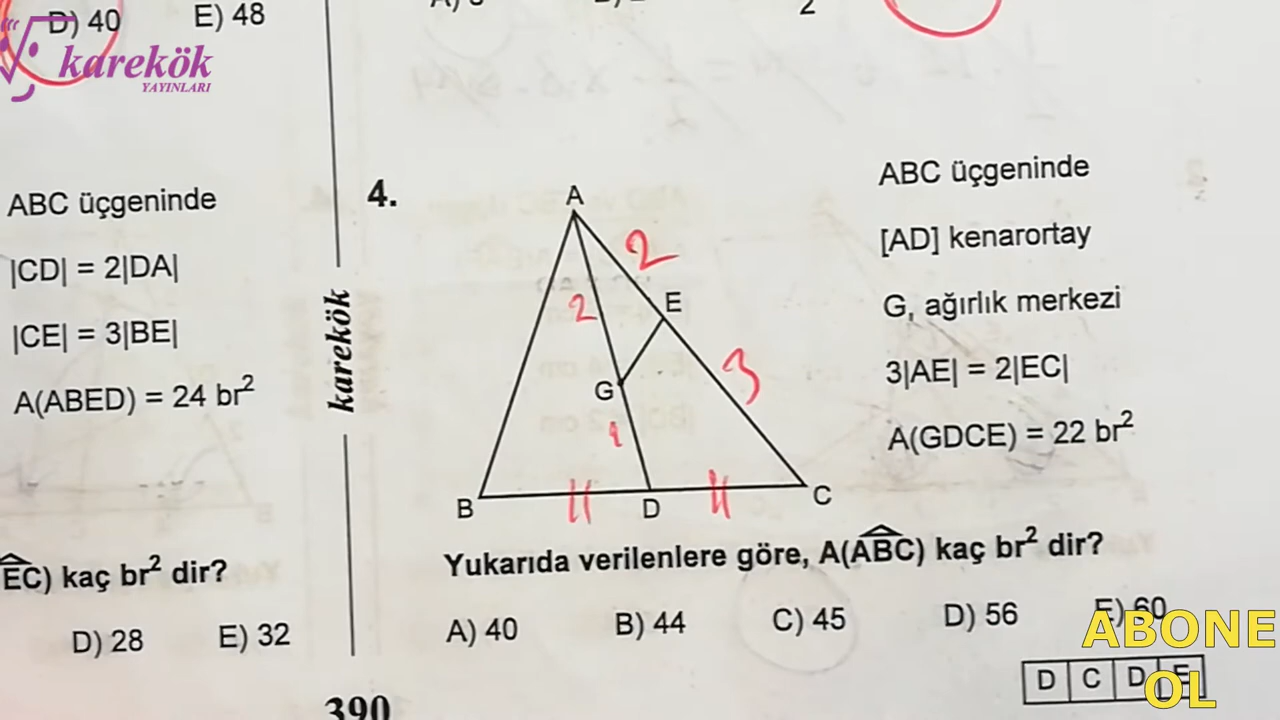 D) 40 E) 48
karekök
YAYINLARI
ABC üçgeninde
|CD| = 2|DA|
|CE| = 3|BE|
A(ABED) = 24 br²
EC) kaç br² dir?
D) 28 E) 32
karekök
390
4.
A
2
E
2
G
3
1
B
D
C
ABC üçgeninde
[AD] kenarortay
G, ağırlık merkezi
3|AE| = 2|EC|
A(GDCE) = 22 br²
Yukarıda verilenlere göre, A(ABC) kaç br² dir?
A) 40 B) 44 C) 45 D) 56 E) 60
D C D E
ABONE
OL